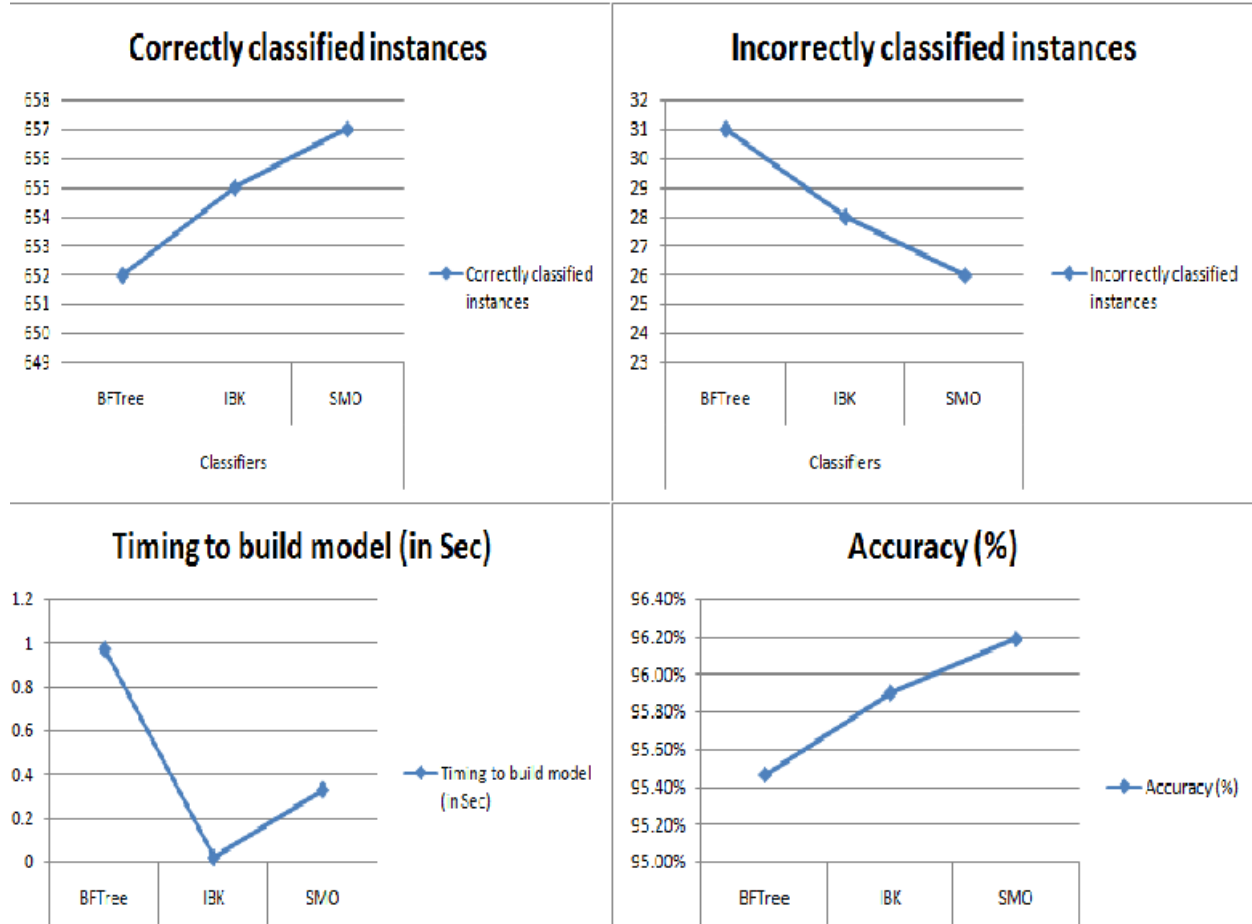 Correctly classified instances
658
657
656
655
654
653
652
651
650
649
BFTree IBK SMO
Classifiers
Correctly classified
instances
Incorrectly classified instances
32
31
30
29
28
27
26
25
24
23
BFTree IBK SMO
Classifiers
Incorrectly classified
instances
Timing to build model (in Sec)
1.2
1
0.8
0.6
0.4
0.2
0
BFTree IBK SMO
Timing to build model
(in Sec)
Accuracy (%)
96.40%
96.20%
96.00%
95.80%
95.60%
95.40%
95.20%
95.00%
BFTree IBK SMO
Accuracy (%)